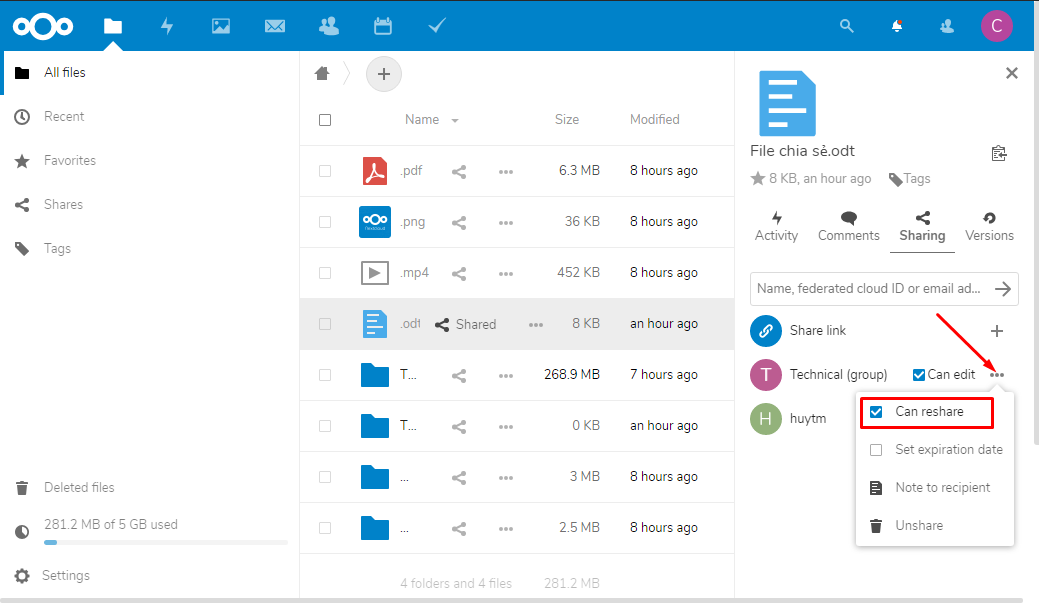 C
All files
Recent
Favorites
Shares
Tags
Deleted files
281.2 MB of 5 GB used
Settings
Name
Size
Modified
.pdf
6.3 MB
8 hours ago
.png
36 KB
8 hours ago
.mp4
452 KB
8 hours ago
.odt
Shared
8 KB
an hour ago
T...
268.9 MB
7 hours ago
T...
0 KB
an hour ago
...
3 MB
8 hours ago
...
2.5 MB
8 hours ago
4 folders and 4 files
281.2 MB
File chia sẻ.odt
8 KB, an hour ago
Tags
Activity
Comments
Sharing
Versions
Name, federated cloud ID or email ad...
Share link
T
Technical (group)
Can edit
H
huytm
Can reshare
Set expiration date
Note to recipient
Unshare